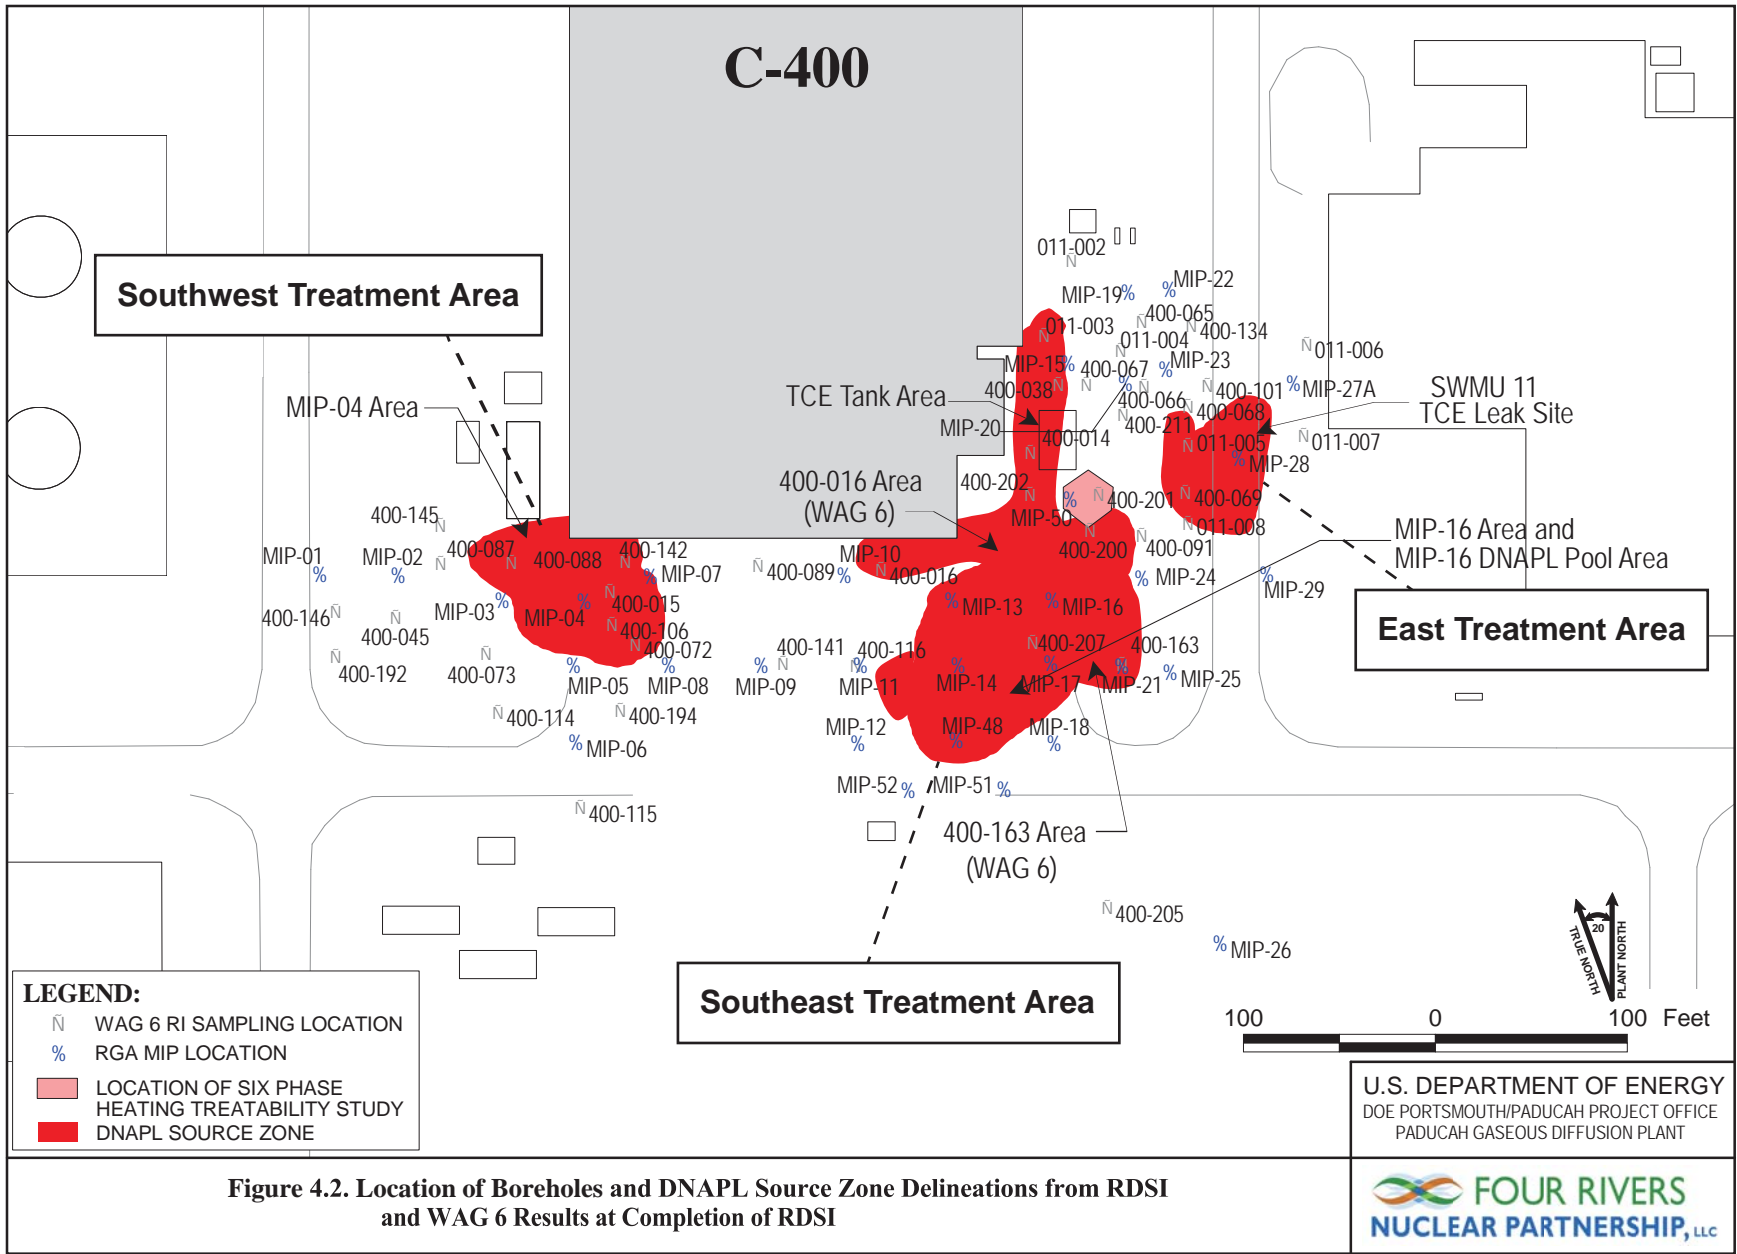 C-400
011-002
MIP-22
MIP-19
Southwest Treatment Area
400-065
011-003
400-134
011-004
011-006
MIP-23
MIP-15
400-067
400-038
400-101
MIP-27A
SWMU 11
TCE Leak Site
TCE Tank Area
MIP-04 Area
400-066
400-068
400-211
MIP-20
400-014
011-005
011-007
MIP-28
400-016 Area
(WAG 6)
400-202
400-201
400-069
MIP-50
400-145
011-008
MIP-16 Area and
MIP-16 DNAPL Pool Area
MIP-01
MIP-02
400-087
400-088
400-142
MIP-07
400-089
MIP-10
400-016
400-200
400-091
MIP-24
MIP-29
400-146
400-045
MIP-03
MIP-04
400-015
400-106
MIP-13
MIP-16
East Treatment Area
400-192
400-073
400-072
400-141
400-116
400-207
400-163
MIP-05
MIP-08
MIP-09
MIP-11
MIP-14
MIP-17
MIP-21
MIP-25
400-114
400-194
MIP-12
MIP-48
MIP-18
MIP-06
MIP-52
MIP-51
400-115
400-163 Area
(WAG 6)
400-205
MIP-26
20
TRUE NORTH
PLANT NORTH
Southeast Treatment Area
LEGEND:
Ñ WAG 6 RI SAMPLING LOCATION
% RGA MIP LOCATION
LOCATION OF SIX PHASE
HEATING TREATABILITY STUDY
DNAPL SOURCE ZONE
100 0 100 Feet
U.S. DEPARTMENT OF ENERGY
DOE PORTSMOUTH/PADUCAH PROJECT OFFICE
PADUCAH GASEOUS DIFFUSION PLANT
Figure 4.2. Location of Boreholes and DNAPL Source Zone Delineations from RDSI
and WAG 6 Results at Completion of RDSI
FOUR RIVERS
NUCLEAR PARTNERSHIP, LLC